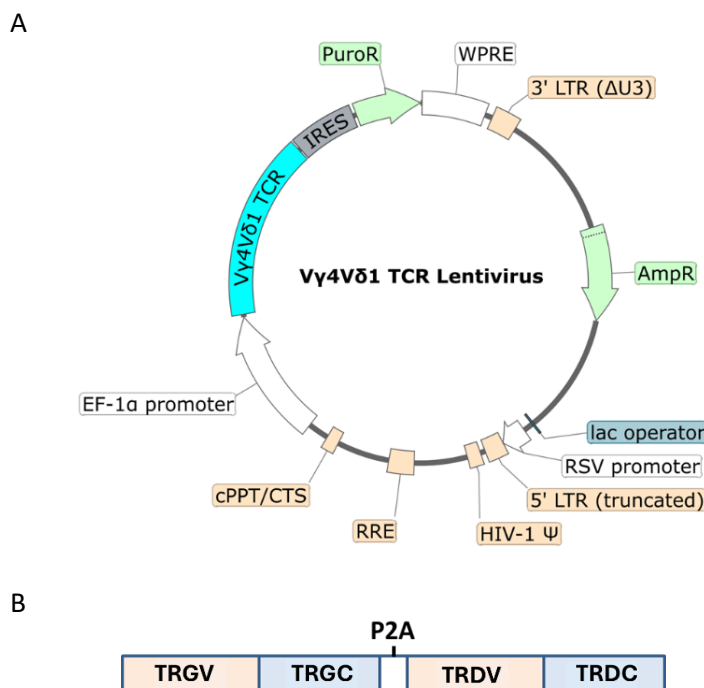 A
PuroR
WPRE
3' LTR (ΔU3)
IRES
Vγ4Vδ1 TCR
Vγ4Vδ1 TCR Lentivirus
AmpR
EF-1α promoter
lac operator
cPPT/CTS
RSV promoter
5' LTR (truncated)
RRE
HIV-1 Ψ
B
P2A
TRGV TRGC TRDV TRDC